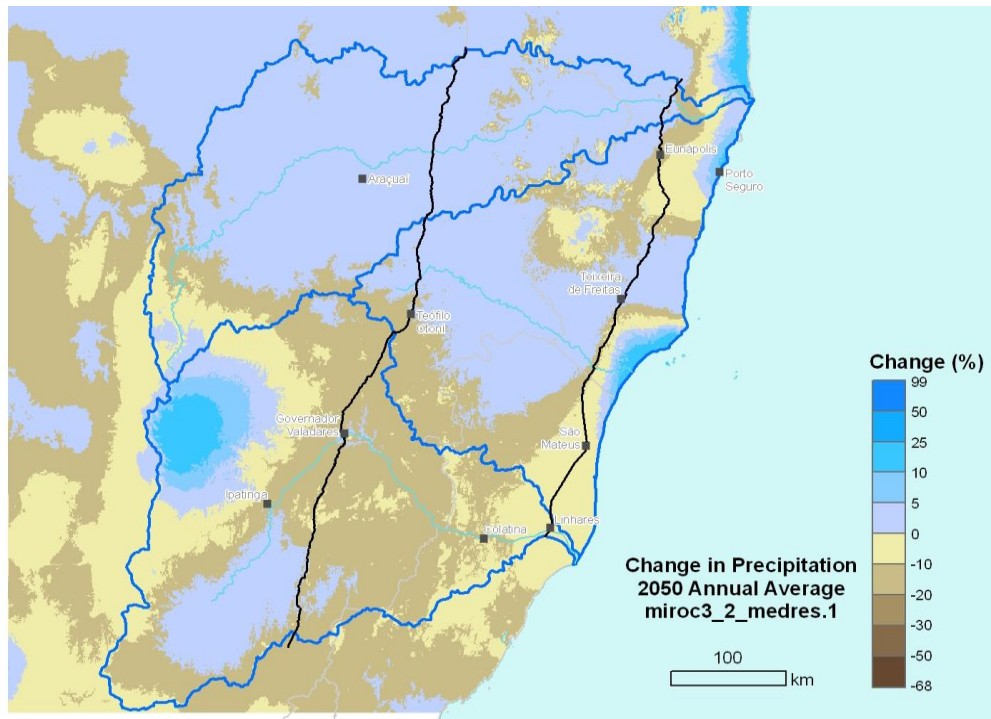 Eunápolis
Araçuaí
Porto
Seguro
Teixeira
de Freitas
Teófilo
Otoni
Change (%)
99
50
25
10
5
0
-10
-20
-30
-50
-68
Governador
Valadares
São
Mateus
Ipatinga
Linhares
Colatina
Change in Precipitation
2050 Annual Average
miroc3_2_medres.1
100
km